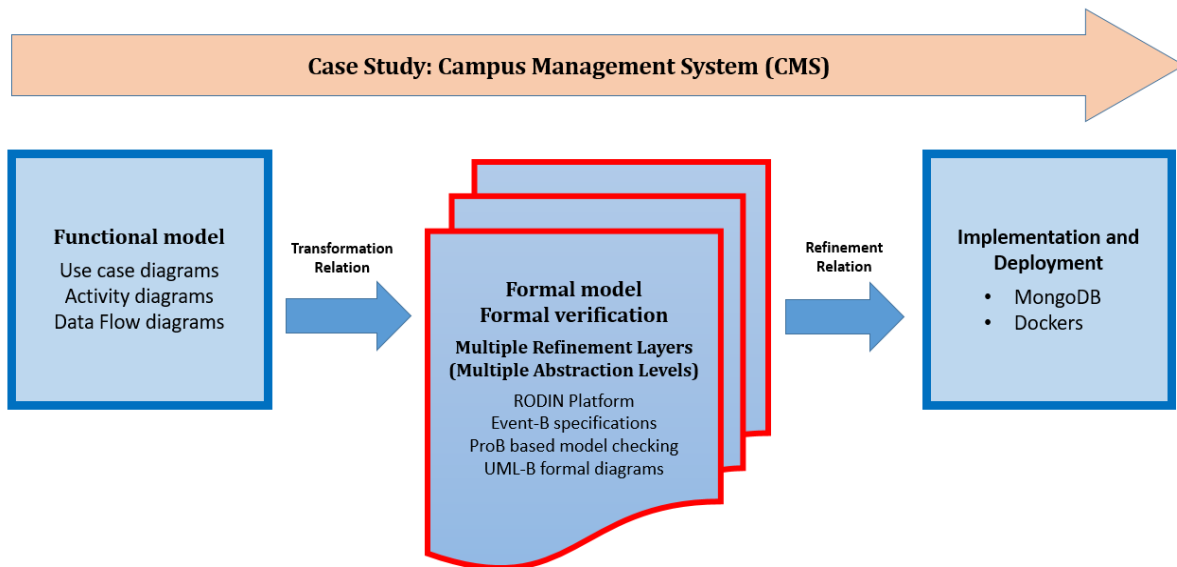 Case Study: Campus Management System (CMS)
Functional model
Use case diagrams
Activity diagrams
Data Flow diagrams
Transformation
Relation
Formal model
Formal verification
Multiple Refinement Layers
(Multiple Abstraction Levels)
RODIN Platform
Event-B specifications
ProB based model checking
UML-B formal diagrams
Refinement
Relation
Implementation and
Deployment
• MongoDB
• Dockers